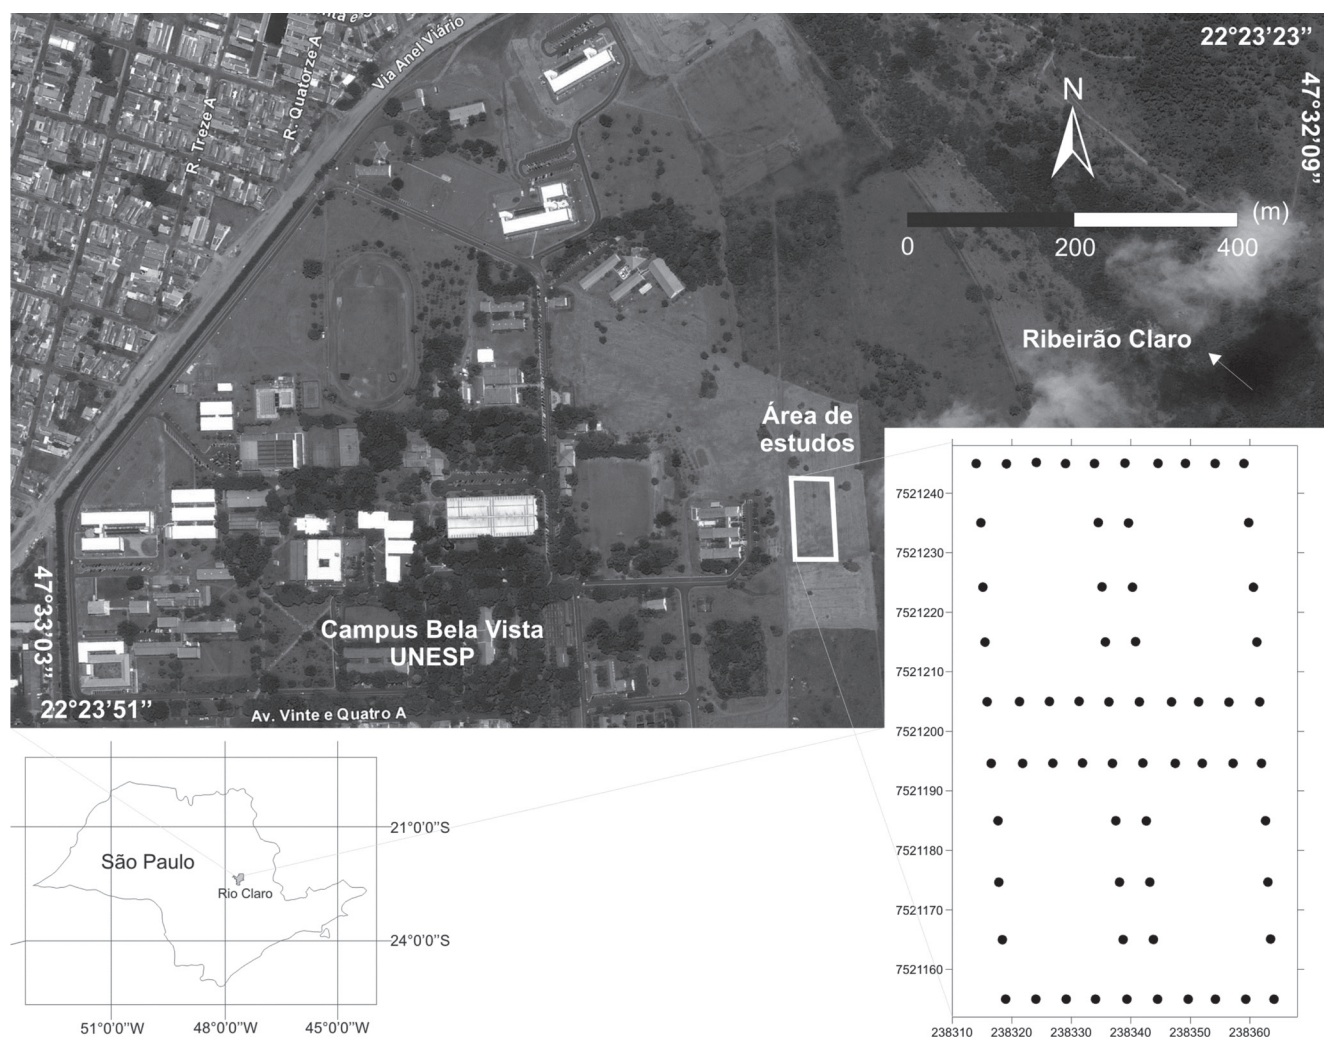 22°23'23"
47°32'09"
R. Treze A
R. Quatorze A
Via Anel Viário
N
(m)
0 200 400
Ribeirão Claro
Área de
estudos
Campus Bela Vista
UNESP
47°33'03"
22°23'51"
Av. Vinte e Quatro A
São Paulo
Rio Claro
21°0'0"S
24°0'0"S
51°0'0"W 48°0'0"W 45°0'0"W
7521240
7521230
7521220
7521210
7521200
7521190
7521180
7521170
7521160
238310 238320 238330 238340 238350 238360